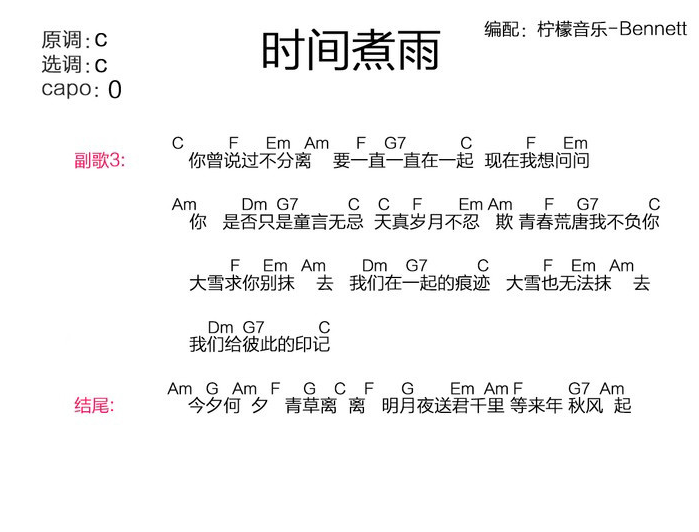 原调:C
选调:C
capo: 0
时间煮雨
编配：柠檬音乐-Bennett
C F Em Am F G7 C F Em
副歌3: 你曾说过不分离 要一直一直在一起 现在我想问问
Am Dm G7 C C F Em Am F G7 C
你 是否只是童言无忌 天真岁月不忍 欺 青春荒唐我不负你
F Em Am Dm G7 C F Em Am
大雪求你别抹 去 我们在一起的痕迹 大雪也无法抹 去
Dm G7 C
我们给彼此的印记
Am G Am F G C F G Em Am F G7 Am
结尾: 今夕何 夕 青草离 离 明月夜送君千里 等来年 秋风 起